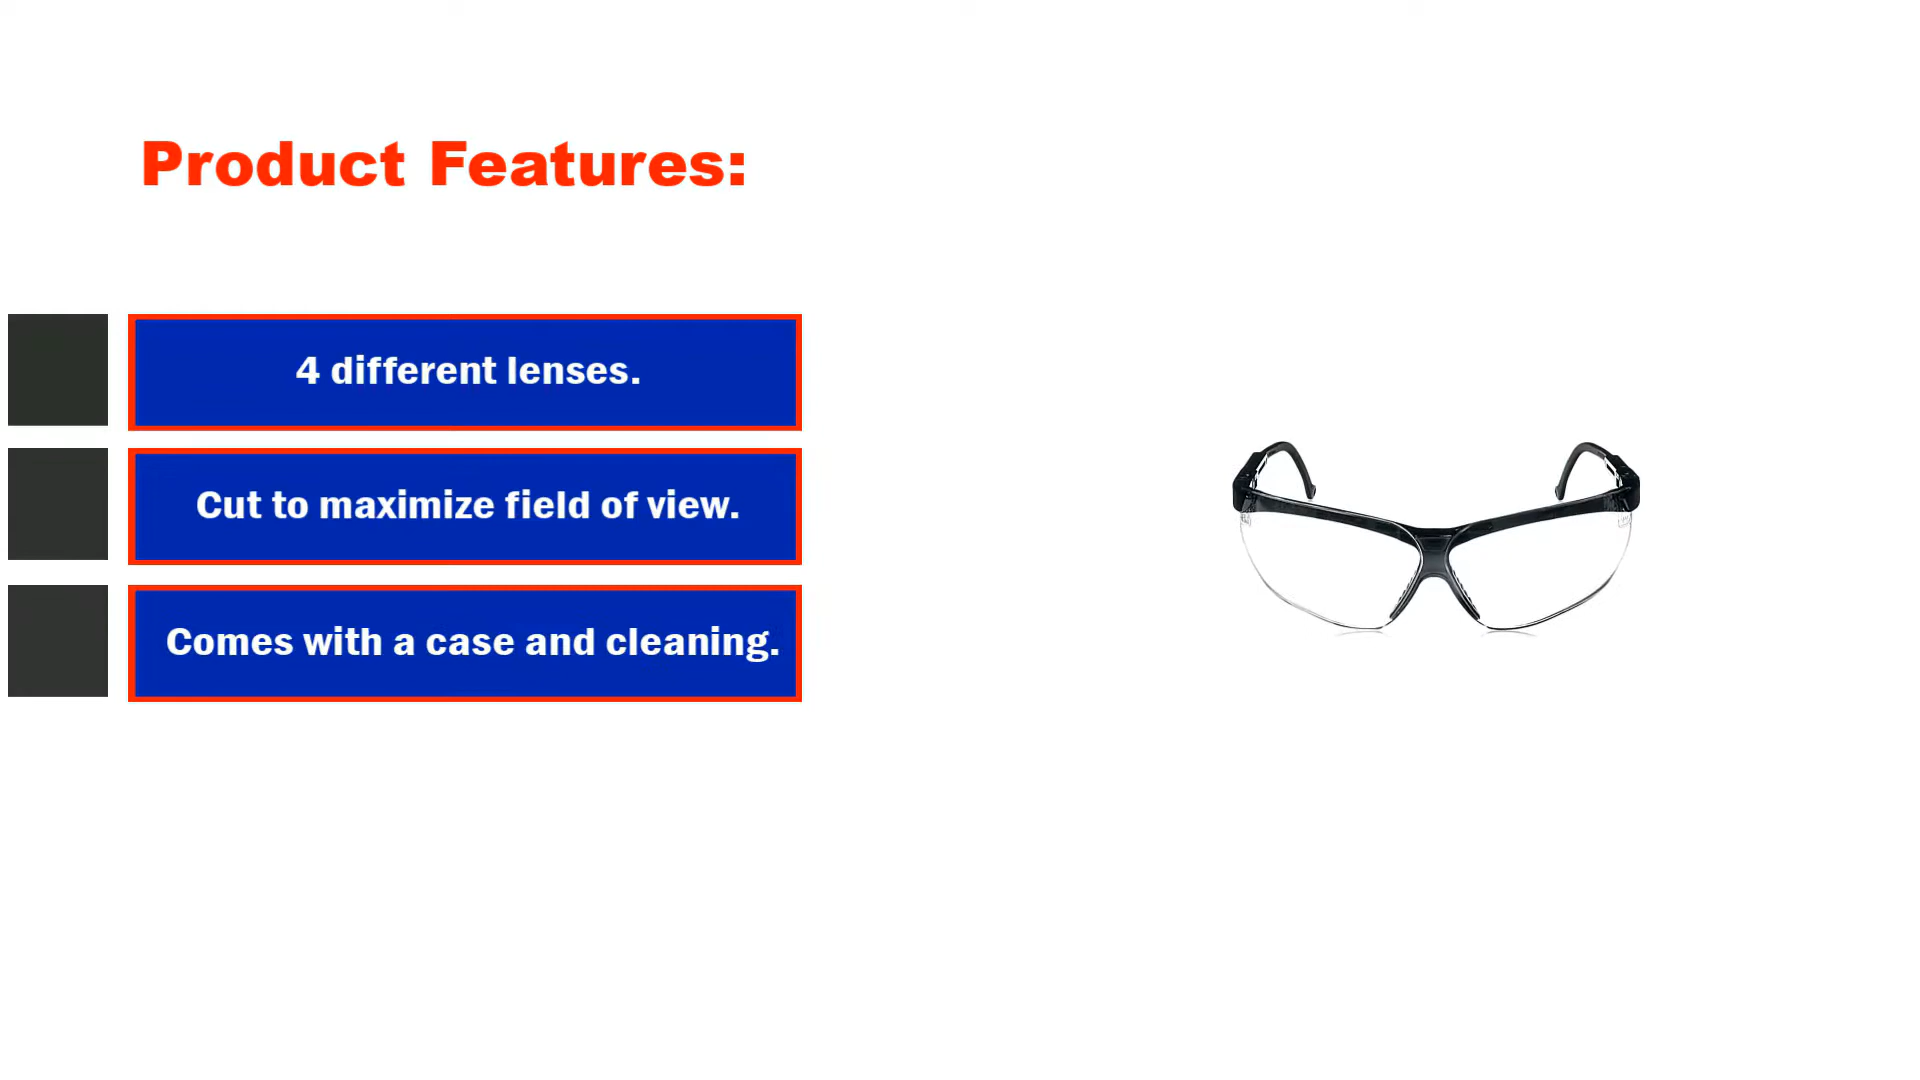 Product Features:
4 different lenses.
Cut to maximize field of view.
Comes with a case and cleaning.